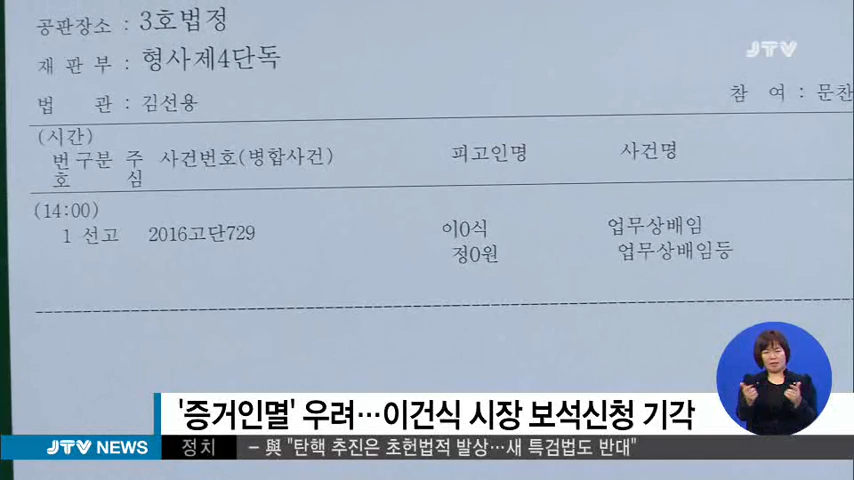 공판장소 : 3호법정
JTV
재 판 부 : 형사제4단독
법 관 : 김선용
참 여 : 문찬
(시간)
번호 구분 주심 사건번호(병합사건) 피고인명 사건명
(14:00)
1 선고 2016고단729 이0식 업무상배임
정0원 업무상배임등
'증거인멸' 우려…이건식 시장 보석신청 기각
JTV NEWS 정치 – 與 "탄핵 추진은 초헌법적 발상…새 특검법도 반대"